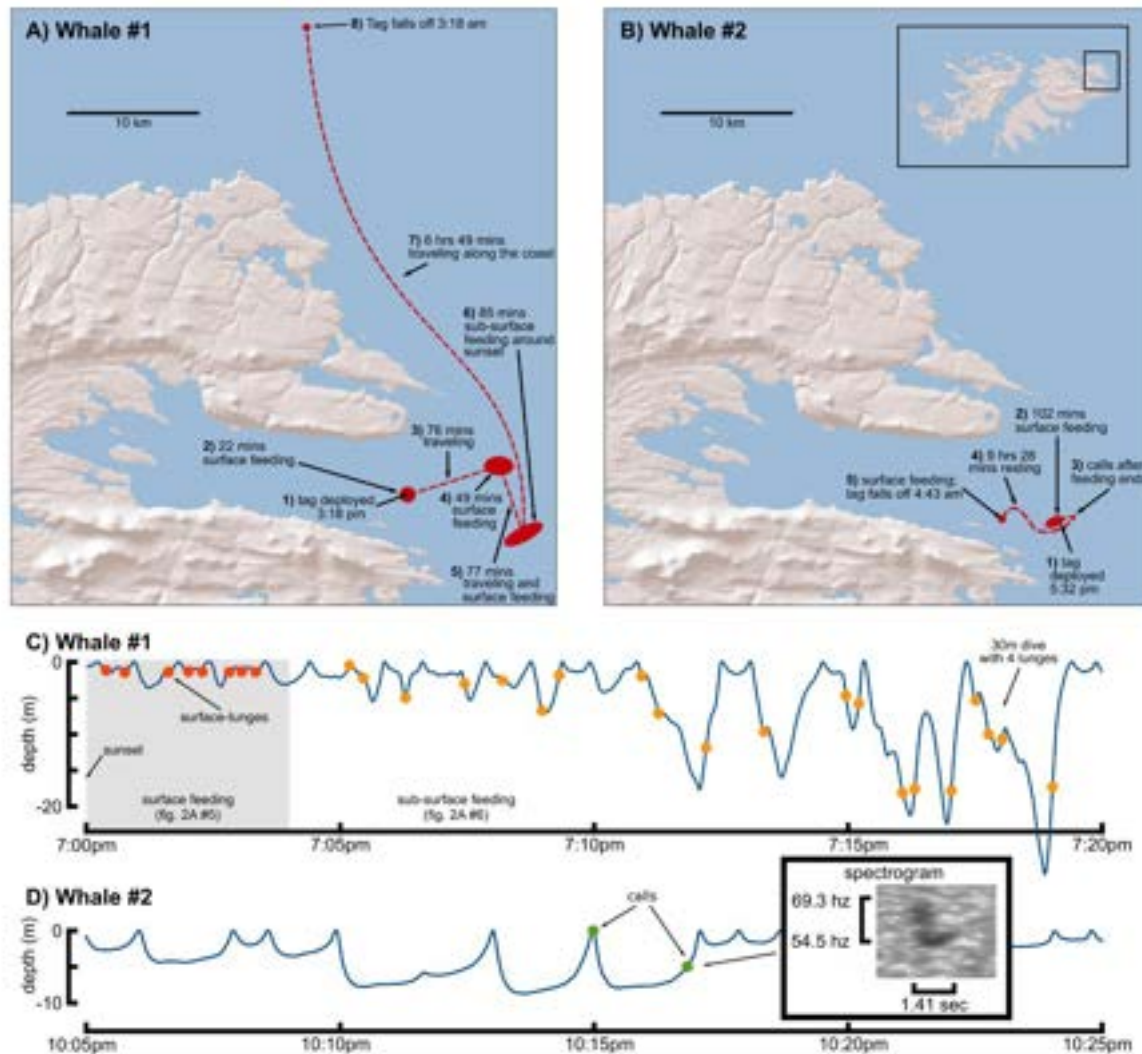 A) Whale #1
8) Tag falls off 3:18 am
10 km
7) 6 hrs 49 mins
traveling along the coast
6) 85 mins
sub-surface
feeding around
sunset
3) 76 mins
traveling
2) 22 mins
surface feeding
1) tag deployed
3:18 pm
4) 49 mins
surface
feeding
5) 77 mins
traveling and
surface feeding
B) Whale #2
10 km
2) 102 mins
surface feeding
4) 9 hrs 28
mins resting
3) calls after
feeding ends
5) surface feeding;
tag falls off 4:43 am
1) tag
deployed
5:32 pm
C) Whale #1
depth (m)
0
-20
surface-lunges
sunset
surface feeding
(fig. 2A #5)
sub-surface feeding
(fig. 2A #6)
30m dive
with 4 lunges
7:00pm
7:05pm
7:10pm
7:15pm
7:20pm
D) Whale #2
depth (m)
0
-10
calls
spectrogram
69.3 hz
54.5 hz
1.41 sec
10:05pm
10:10pm
10:15pm
10:20pm
10:25pm